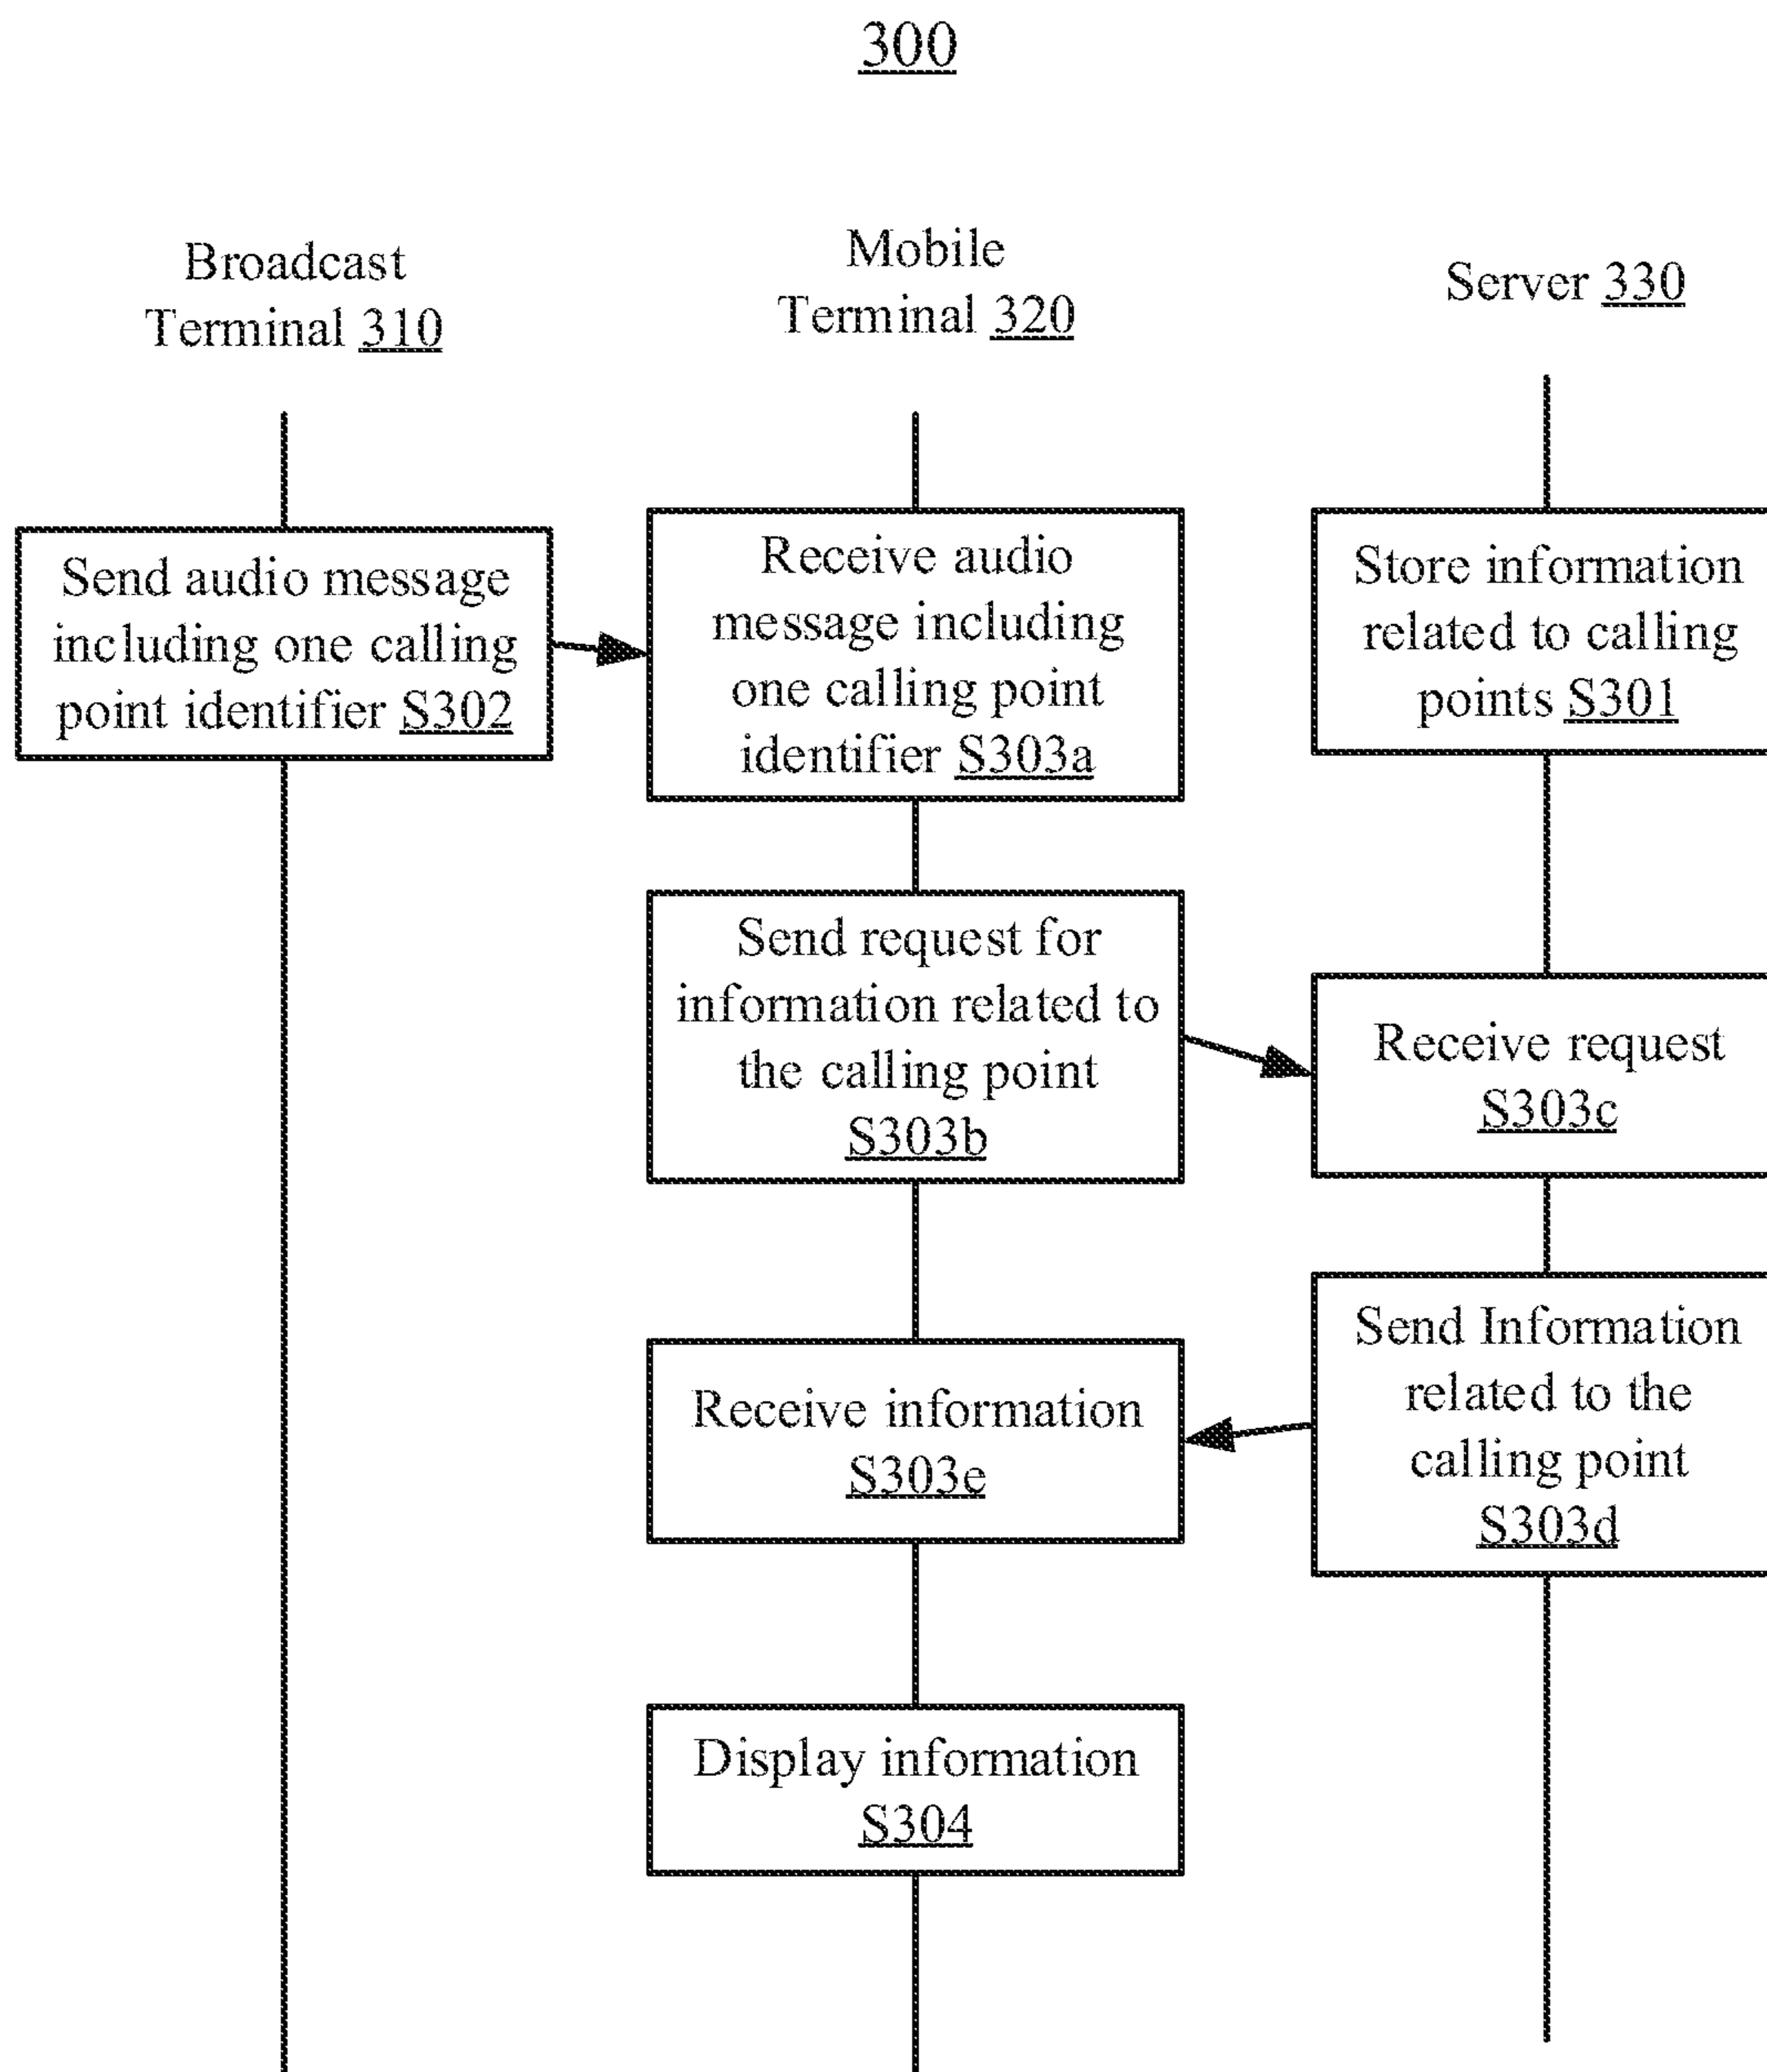 300
Broadcast
Terminal 310
Mobile
Terminal 320
Server 330
Send audio message
including one calling
point identifier S302
Receive audio
message including
one calling point
identifier S303a
Store information
related to calling
points S301
Send request for
information related to
the calling point
S303b
Receive request
S303c
Send Information
related to the
calling point
S303d
Receive information
S303e
Display information
S304